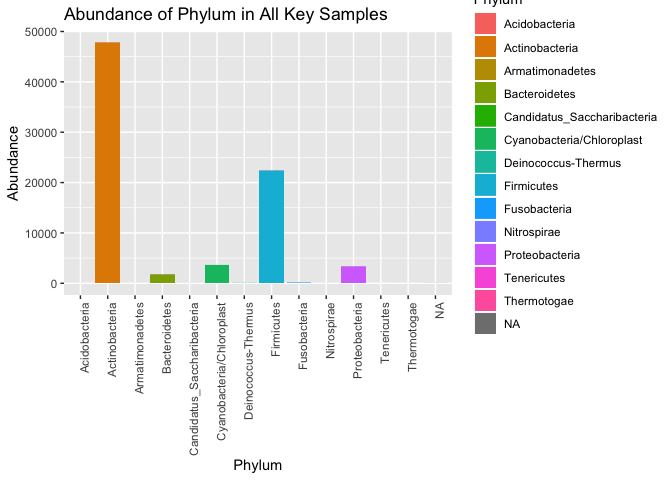 Abundance of Phylum in All Key Samples
Abundance
50000
40000
30000
20000
10000
0
Acidobacteria
Actinobacteria
Armatimonadetes
Bacteroidetes
Candidatus_Saccharibacteria
Cyanobacteria/Chloroplast
Deinococcus-Thermus
Firmicutes
Fusobacteria
Nitrospirae
Proteobacteria
Tenericutes
Thermotogae
NA
Phylum
Phylum
Acidobacteria
Actinobacteria
Armatimonadetes
Bacteroidetes
Candidatus_Saccharibacteria
Cyanobacteria/Chloroplast
Deinococcus-Thermus
Firmicutes
Fusobacteria
Nitrospirae
Proteobacteria
Tenericutes
Thermotogae
NA